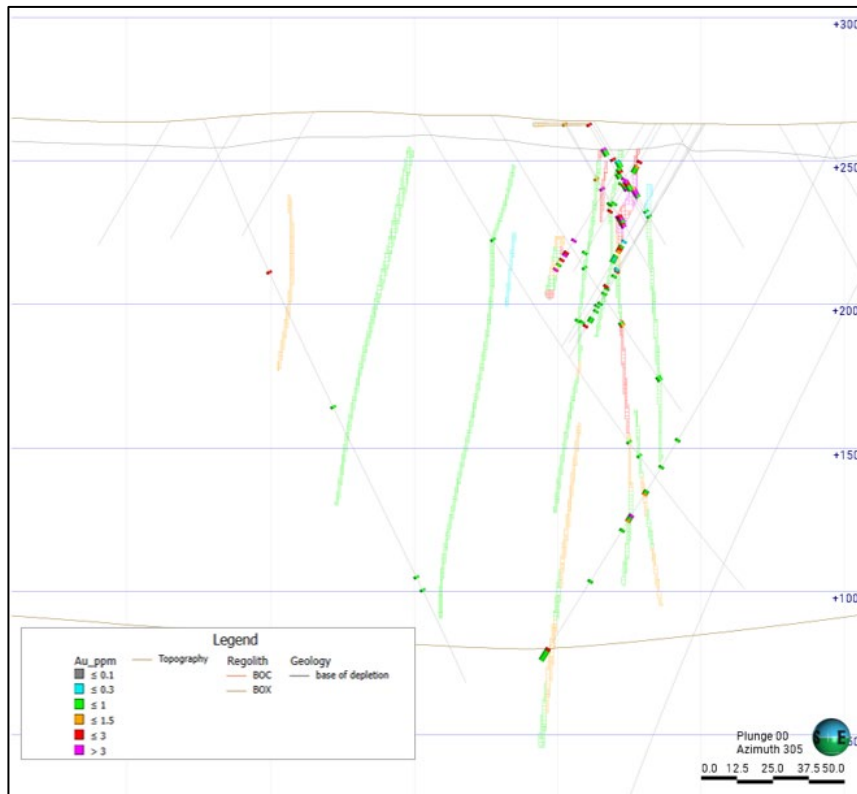 +300
+250
+200
+150
+100
Legend
Au_ppm
≤ 0.1
≤ 0.3
≤ 1
≤ 1.5
≤ 3
> 3
Topography
Regolith
BOC
BOX
Geology
base of depletion
Plunge 00
Azimuth 305
S E
0.0 12.5 25.0 37.5 50.0